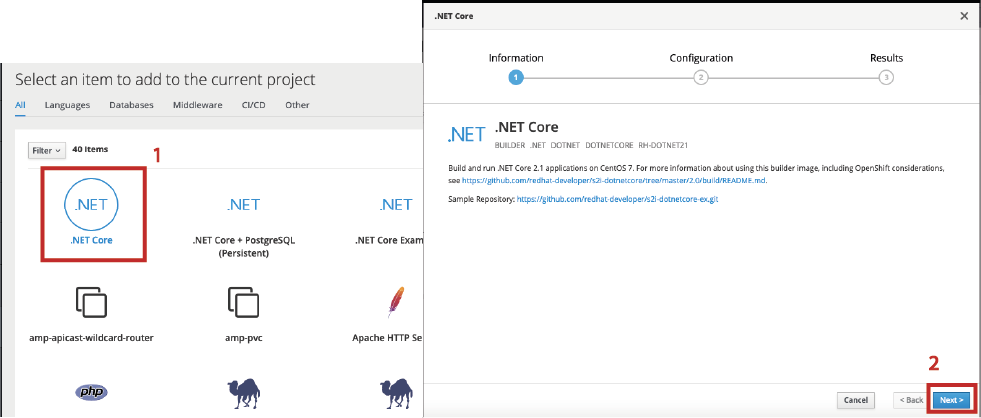 Select an item to add to the current project
All Languages Databases Middleware CI/CD Other
Filter 40 Items
1
.NET
.NET Core
.NET
.NET Core + PostgreSQL
(Persistent)
.NET
.NET Core Exam
amp-apicast-wildcard-router
amp-pvc
Apache HTTP Se
php
.NET Core
Information Configuration Results
1 2 3
.NET
.NET Core
BUILDER .NET DOTNET DOTNETCORE RH-DOTNET21
Build and run .NET Core 2.1 applications on CentOS 7. For more information about using this builder image, including OpenShift considerations,
see https://github.com/redhat-developer/s2i-dotnetcore/tree/master/2.0/build/README.md.
Sample Repository: https://github.com/redhat-developer/s2i-dotnetcore-ex.git
2
Cancel < Back Next >